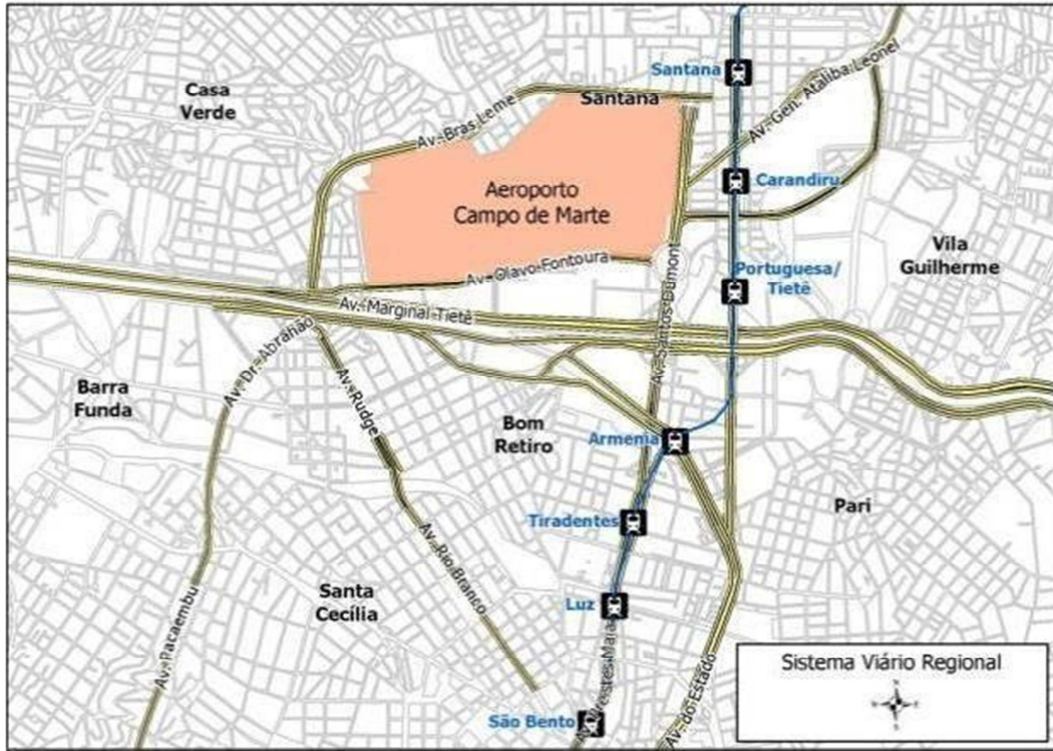 Santana
Av. Gen. Ataliba Leonel
Casa
Verde
Av. Bras Leme
Santana
Carandiru
Aeroporto
Campo de Marte
Vila
Guilherme
Av. Olavo Fontoura
Portuguesa/
Tietê
Av. Santos Dumont
Av. Marginal Tietê
Av. Dr. Abrahão
Av. Rudge
Barra
Funda
Bom
Retiro
Armenia
Pari
Tiradentes
Av. Rio Branco
Santa
Cecília
Luz
Av. Pacaembu
Av. do Estado
São Bento
Sistema Viário Regional